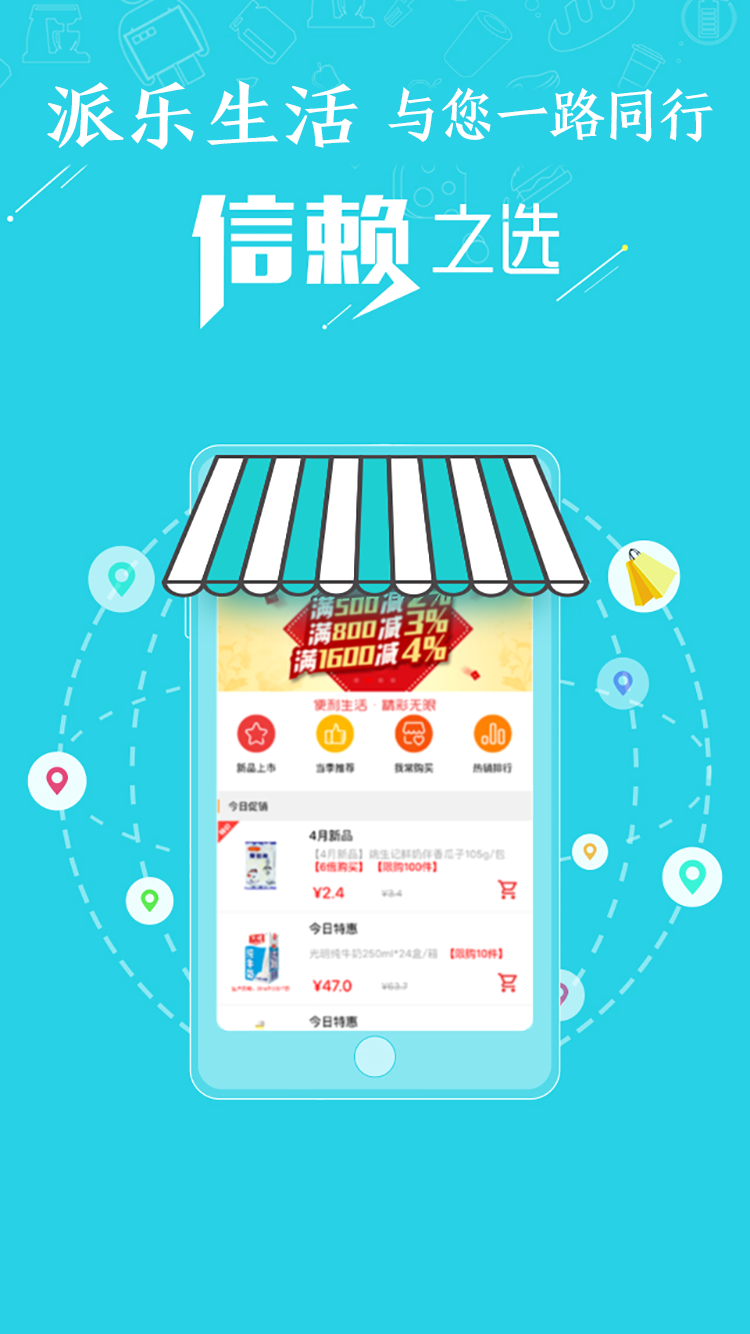 派乐生活 与您一路同行
信赖之选
满500减2%
满800减3%
满1600减4%
便利生活·精彩无限
新品上市 当季推荐 我常购买 热销排行
今日促销
4月新品
【4月新品】 生记鲜奶伴香瓜子105g/包
【6倍购买】【限购100件】
¥2.4 ¥3.4
今日特惠
光明纯牛奶250ml*24盒/箱 【限购10件】
¥47.0 ¥63.7
今日特惠